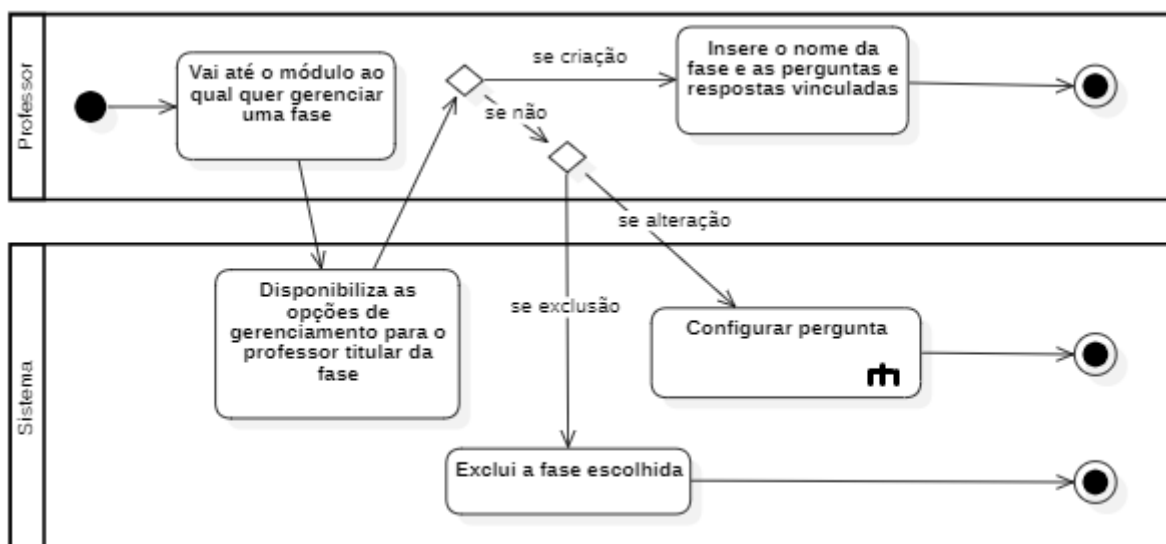 Professor
Vai até o módulo ao
qual quer gerenciar
uma fase
se criação
se não
Insere o nome da
fase e as perguntas e
respostas vinculadas
se alteração
se exclusão
Sistema
Disponibiliza as
opções de
gerenciamento para o
professor titular da
fase
Configurar pergunta
Exclui a fase escolhida